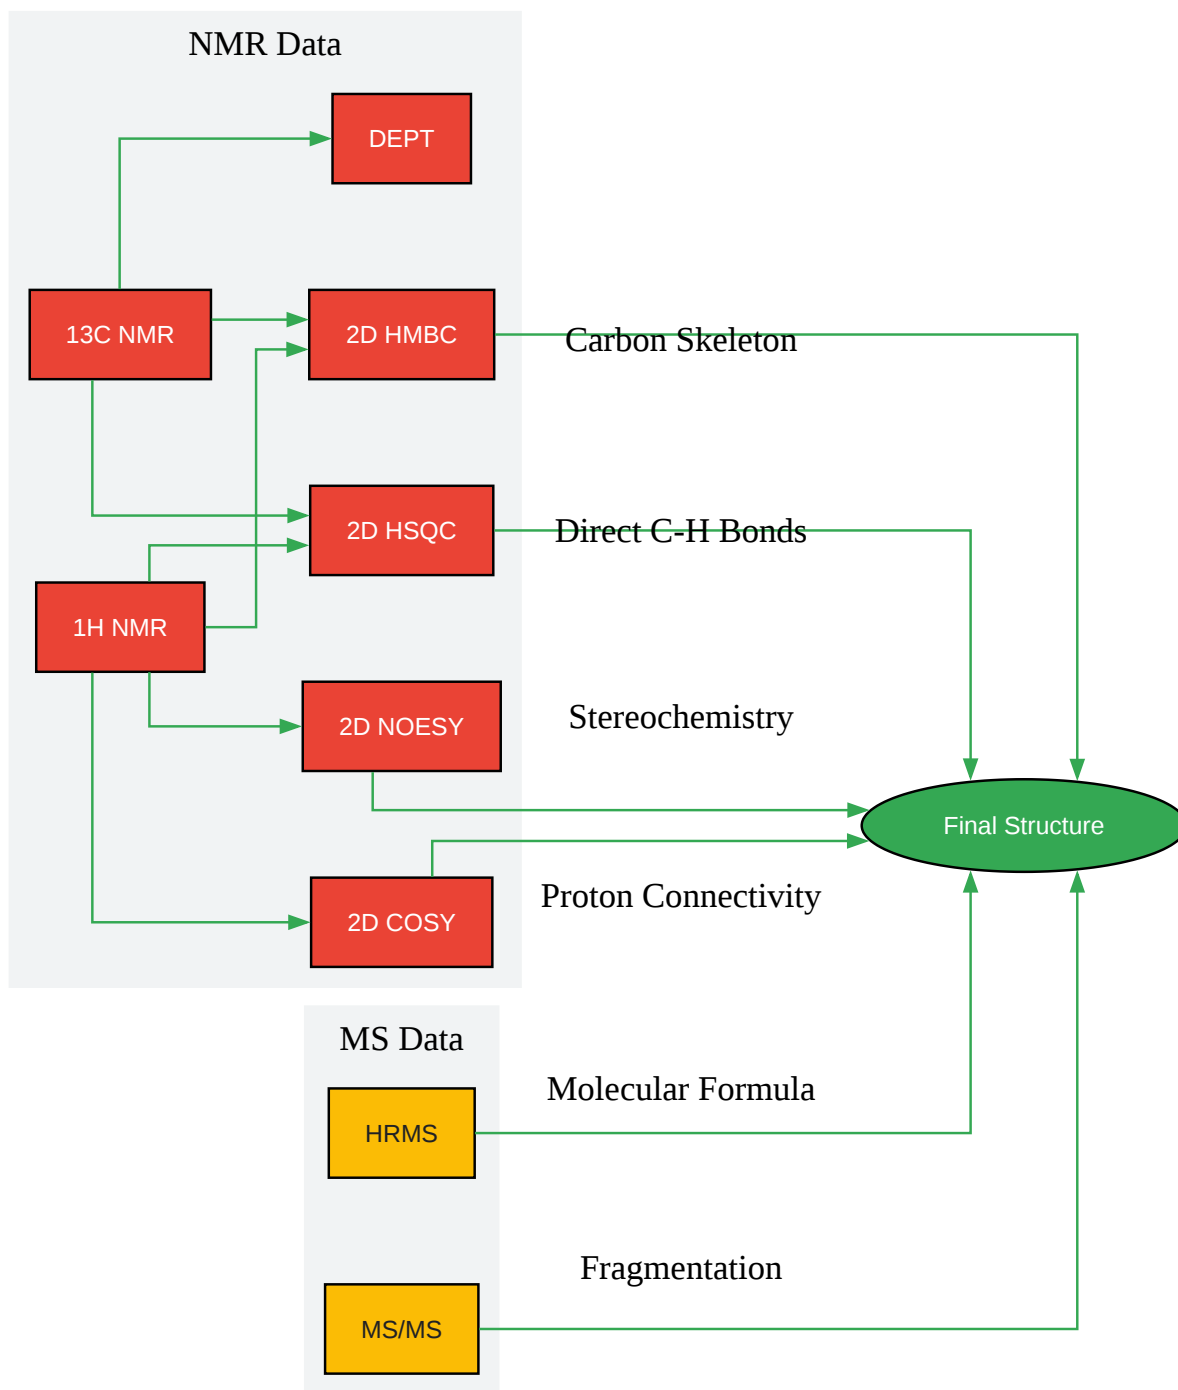 NMR Data
DEPT
13C NMR
2D HMBC
Carbon Skeleton
2D HSQC
Direct C-H Bonds
1H NMR
2D NOESY
Stereochemistry
Final Structure
2D COSY
Proton Connectivity
MS Data
HRMS
Molecular Formula
MS/MS
Fragmentation